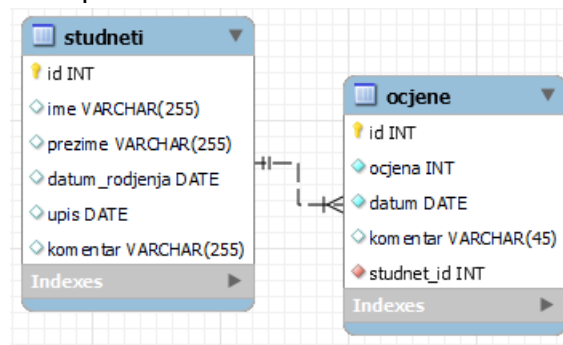 studneti
id INT
ime VARCHAR(255)
prezime VARCHAR(255)
datum_rodjenja DATE
upis DATE
komentar VARCHAR(255)
Indexes
ocjene
id INT
ocjena INT
datum DATE
komentar VARCHAR(45)
studnet_id INT
Indexes